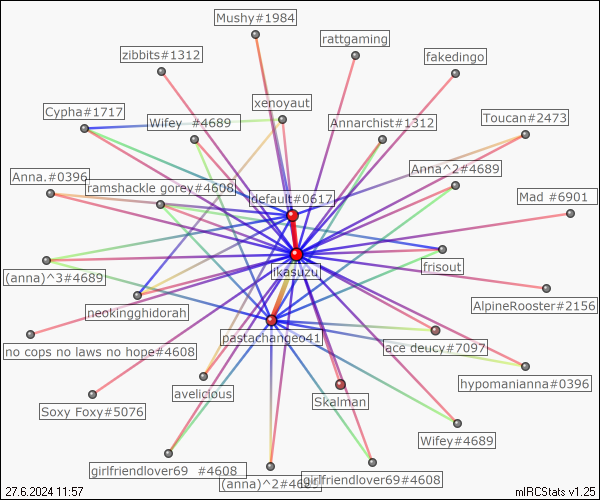 Mushy#1984
rattgaming
zibbits#1312
fakedingo
xenoyaut
Cypha#1717
Wifey  #4689
Annarchist#1312
Toucan#2473
Anna^2#4689
Anna.#0396
ramshackle gorey#4608
default#0617
Mad #6901
ikasuzu
frisout
(anna)^3#4689
neokingghidorah
AlpineRooster#2156
pastachangeo41
no cops no laws no hope#4608
ace deucy#7097
hypomanianna#0396
avelicious
Skalman
Soxy Foxy#5076
Wifey#4689
girlfriendlover69  #4608
(anna)^2#4689
girlfriendlover69#4608
27.6.2024 11:57
mIRCStats v1.25